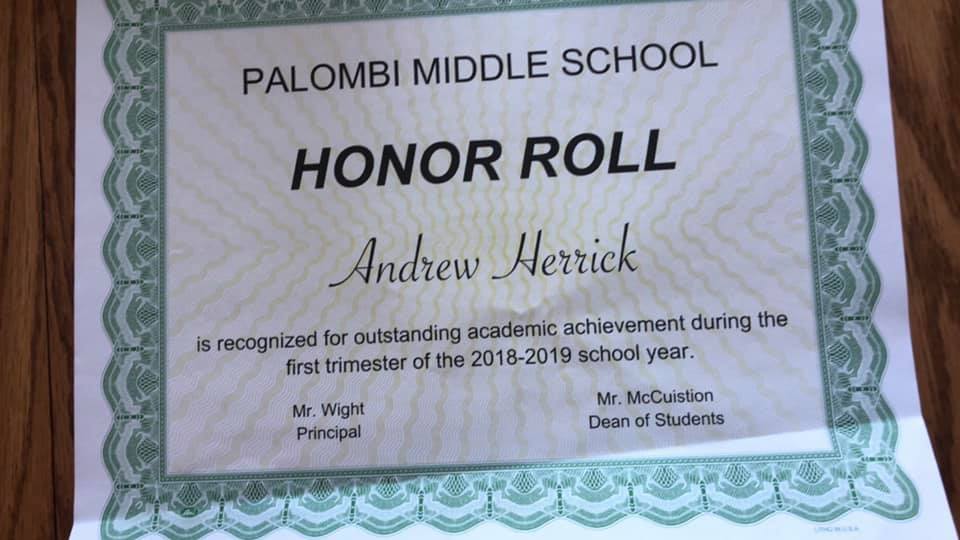 PALOMBI MIDDLE SCHOOL
HONOR ROLL
Andrew Herrick
is recognized for outstanding academic achievement during the
first trimester of the 2018-2019 school year.
Mr. Wight
Principal
Mr. McCuistion
Dean of Students